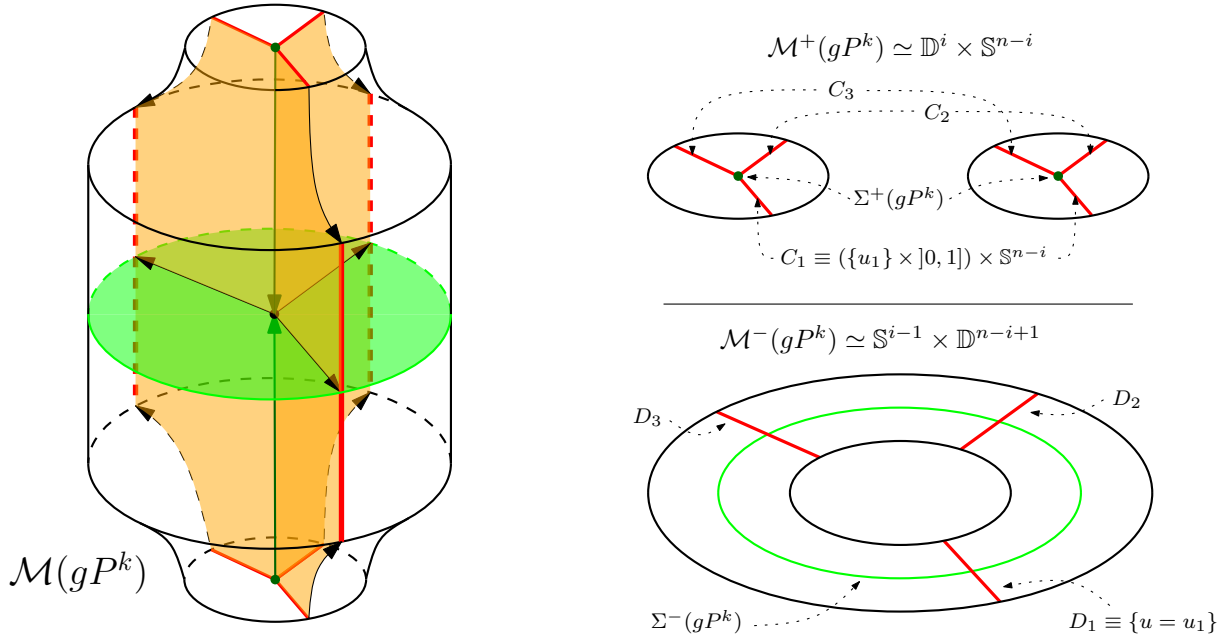 ℳ⁺(gPᵏ) ≃ 𝔻ⁱ × 𝕊ⁿ⁻ⁱ
C₃
C₂
Σ⁺(gPᵏ)
C₁ ≡ ({u₁} × ]0, 1]) × 𝕊ⁿ⁻ⁱ
ℳ⁻(gPᵏ) ≃ 𝕊ⁱ⁻¹ × 𝔻ⁿ⁻ⁱ⁺¹
D₃
D₂
ℳ(gPᵏ)
Σ⁻(gPᵏ)
D₁ ≡ {u = u₁}